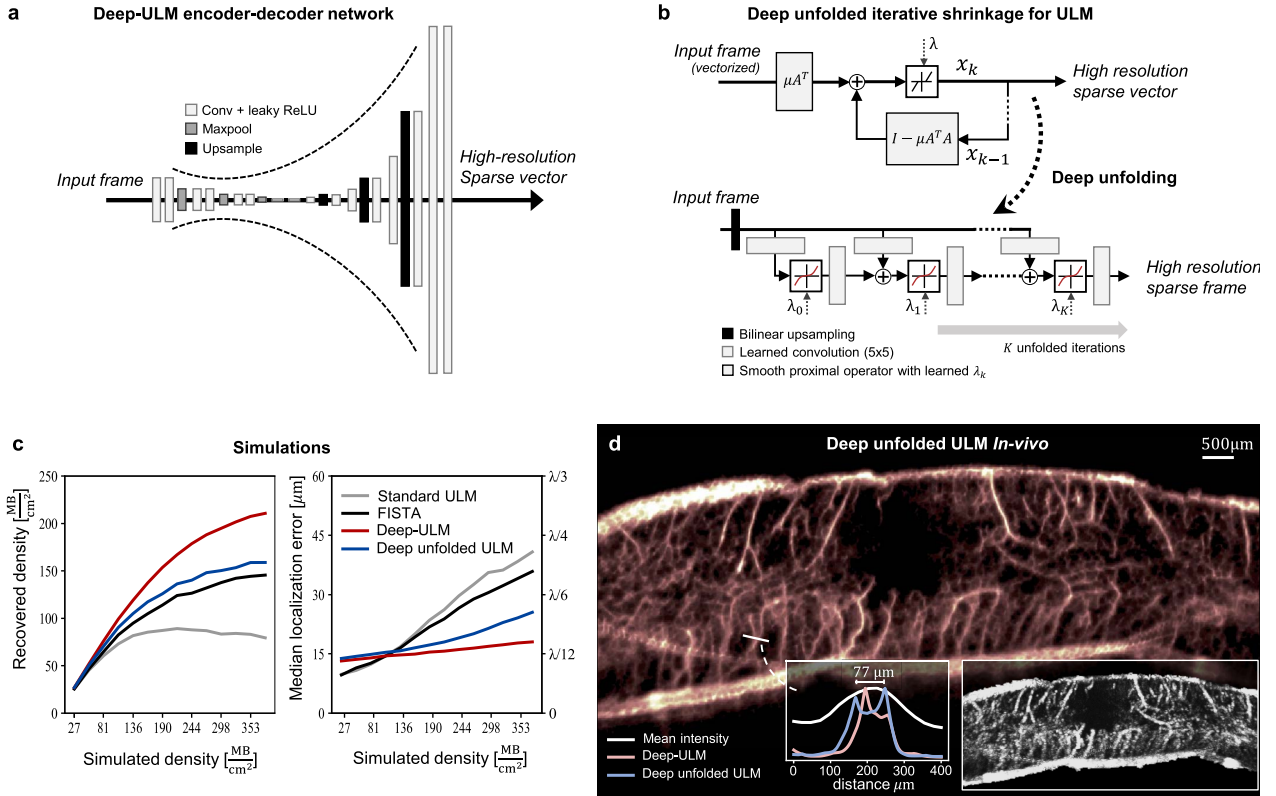 a
Deep-ULM encoder-decoder network
Conv + leaky ReLU
Maxpool
Upsample
Input frame
High-resolution
Sparse vector
b
Deep unfolded iterative shrinkage for ULM
Input frame
(vectorized)
μAᵀ
λ
x_k
High resolution
sparse vector
I − μAᵀA
x_{k−1}
Deep unfolding
Input frame
High resolution
sparse frame
λ₀
λ₁
λ_K
K unfolded iterations
Bilinear upsampling
Learned convolution (5x5)
Smooth proximal operator with learned λ_k
c
Simulations
Recovered density [MB/cm²]
250
200
150
100
50
0
27 81 136 190 244 298 353
Simulated density [MB/cm²]
Median localization error [μm]
60
45
30
15
0
λ/3
λ/4
λ/6
λ/12
0
Standard ULM
FISTA
Deep-ULM
Deep unfolded ULM
27 81 136 190 244 298 353
Simulated density [MB/cm²]
d
Deep unfolded ULM In-vivo
500μm
77 μm
Mean intensity
Deep-ULM
Deep unfolded ULM
0 100 200 300 400
distance μm